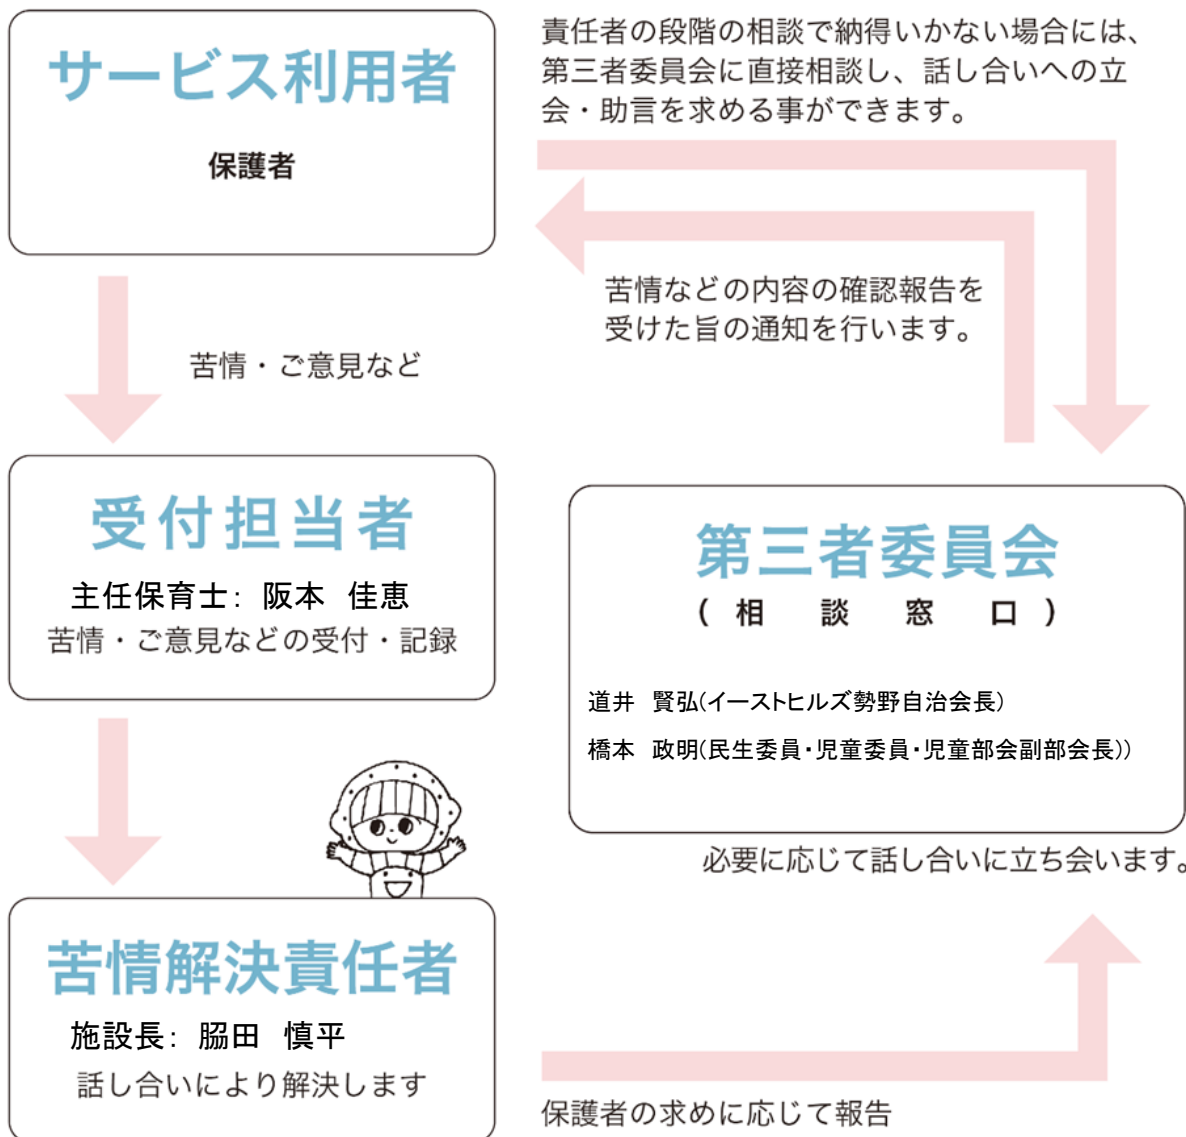 サービス利用者
保護者
責任者の段階の相談で納得いかない場合には、
第三者委員会に直接相談し、話し合いへの立
会・助言を求める事ができます。
苦情などの内容の確認報告を
受けた旨の通知を行います。
苦情・ご意見など
受付担当者
主任保育士： 阪本　佳恵
苦情・ご意見などの受付・記録
第三者委員会
(相談窓口)
道井　賢弘(イーストヒルズ勢野自治会長)
橋本　政明(民生委員・児童委員・児童部会副部会長))
必要に応じて話し合いに立ち会います。
苦情解決責任者
施設長： 脇田　慎平
話し合いにより解決します
保護者の求めに応じて報告